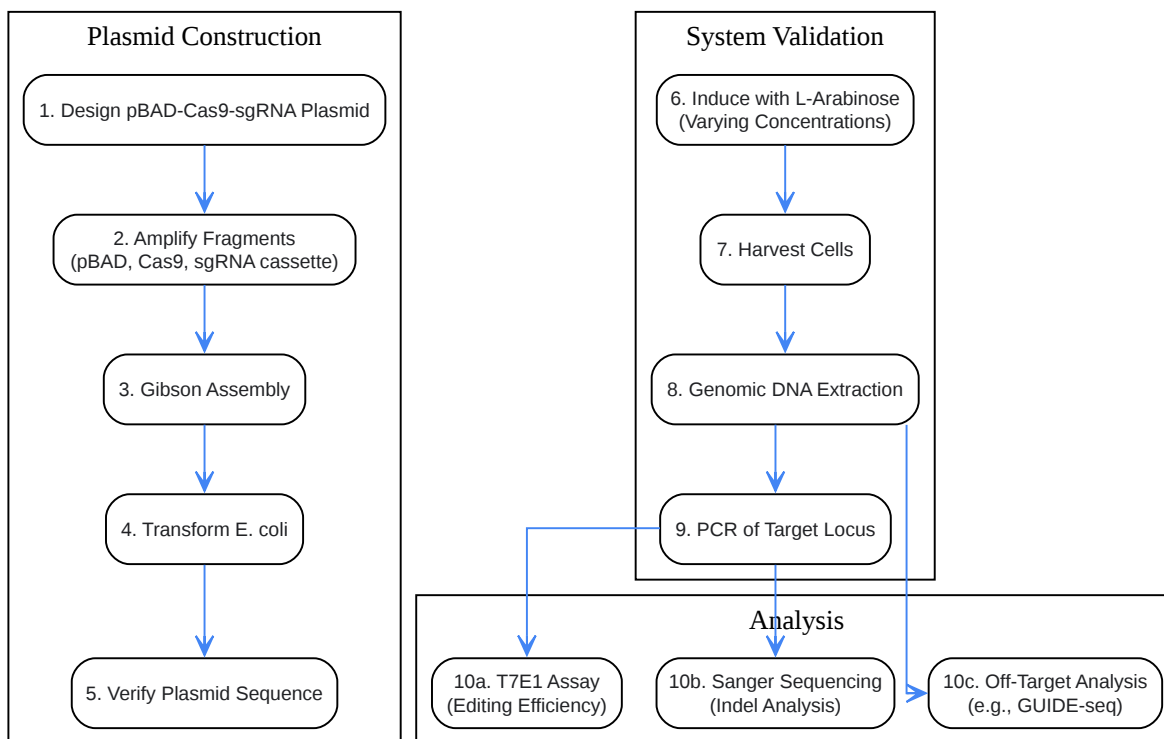 Plasmid Construction
1. Design pBAD-Cas9-sgRNA Plasmid
2. Amplify Fragments
(pBAD, Cas9, sgRNA cassette)
3. Gibson Assembly
4. Transform E. coli
5. Verify Plasmid Sequence
System Validation
6. Induce with L-Arabinose
(Varying Concentrations)
7. Harvest Cells
8. Genomic DNA Extraction
9. PCR of Target Locus
Analysis
10a. T7E1 Assay
(Editing Efficiency)
10b. Sanger Sequencing
(Indel Analysis)
10c. Off-Target Analysis
(e.g., GUIDE-seq)